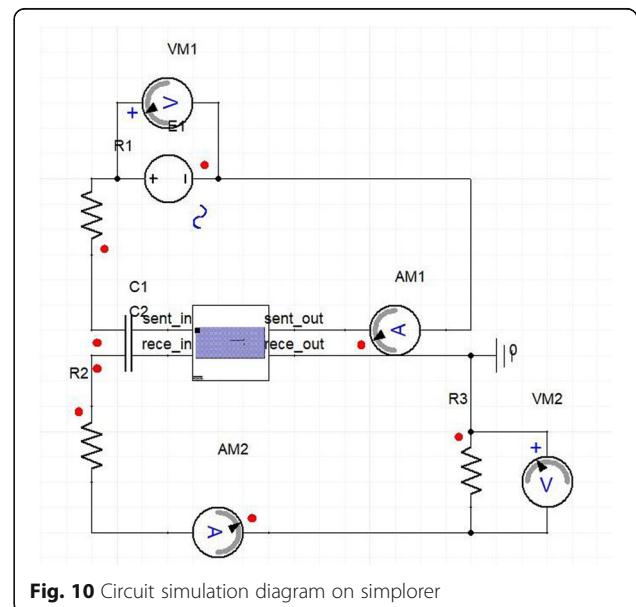 VM1
+
V
E1
R1
+ -
C1
C2
AM1
sent_in
sent_out
A
rece_in
rece_out
0
R2
R3
VM2
AM2
+
V
A
Fig. 10 Circuit simulation diagram on simplorer